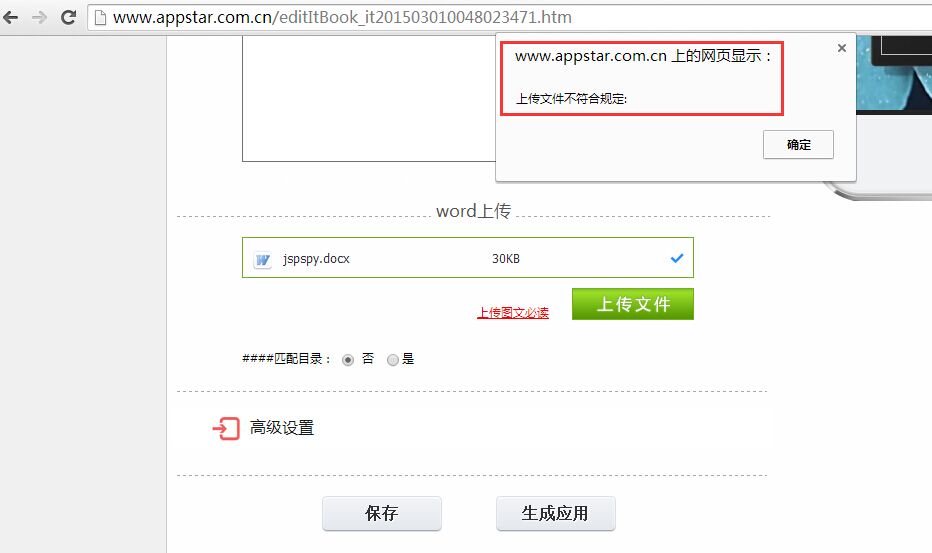 www.appstar.com.cn/editItBook_it201503010048023471.htm
www.appstar.com.cn 上的网页显示：
上传文件不符合规定:
确定
word上传
jspspy.docx 30KB
上传图文必读 上传文件
####匹配目录： 否 是
高级设置
保存 生成应用